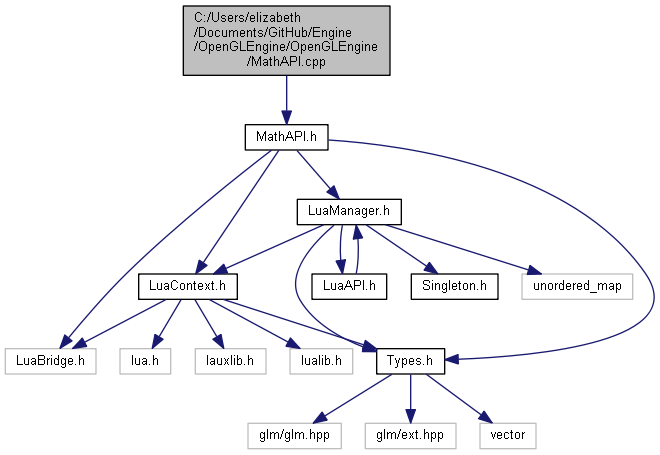 C:/Users/elizabeth
/Documents/GitHub/Engine
/OpenGLEngine/OpenGLEngine
/MathAPI.cpp
MathAPI.h
LuaManager.h
LuaContext.h
LuaAPI.h
Singleton.h
unordered_map
LuaBridge.h
lua.h
lauxlib.h
lualib.h
Types.h
glm/glm.hpp
glm/ext.hpp
vector